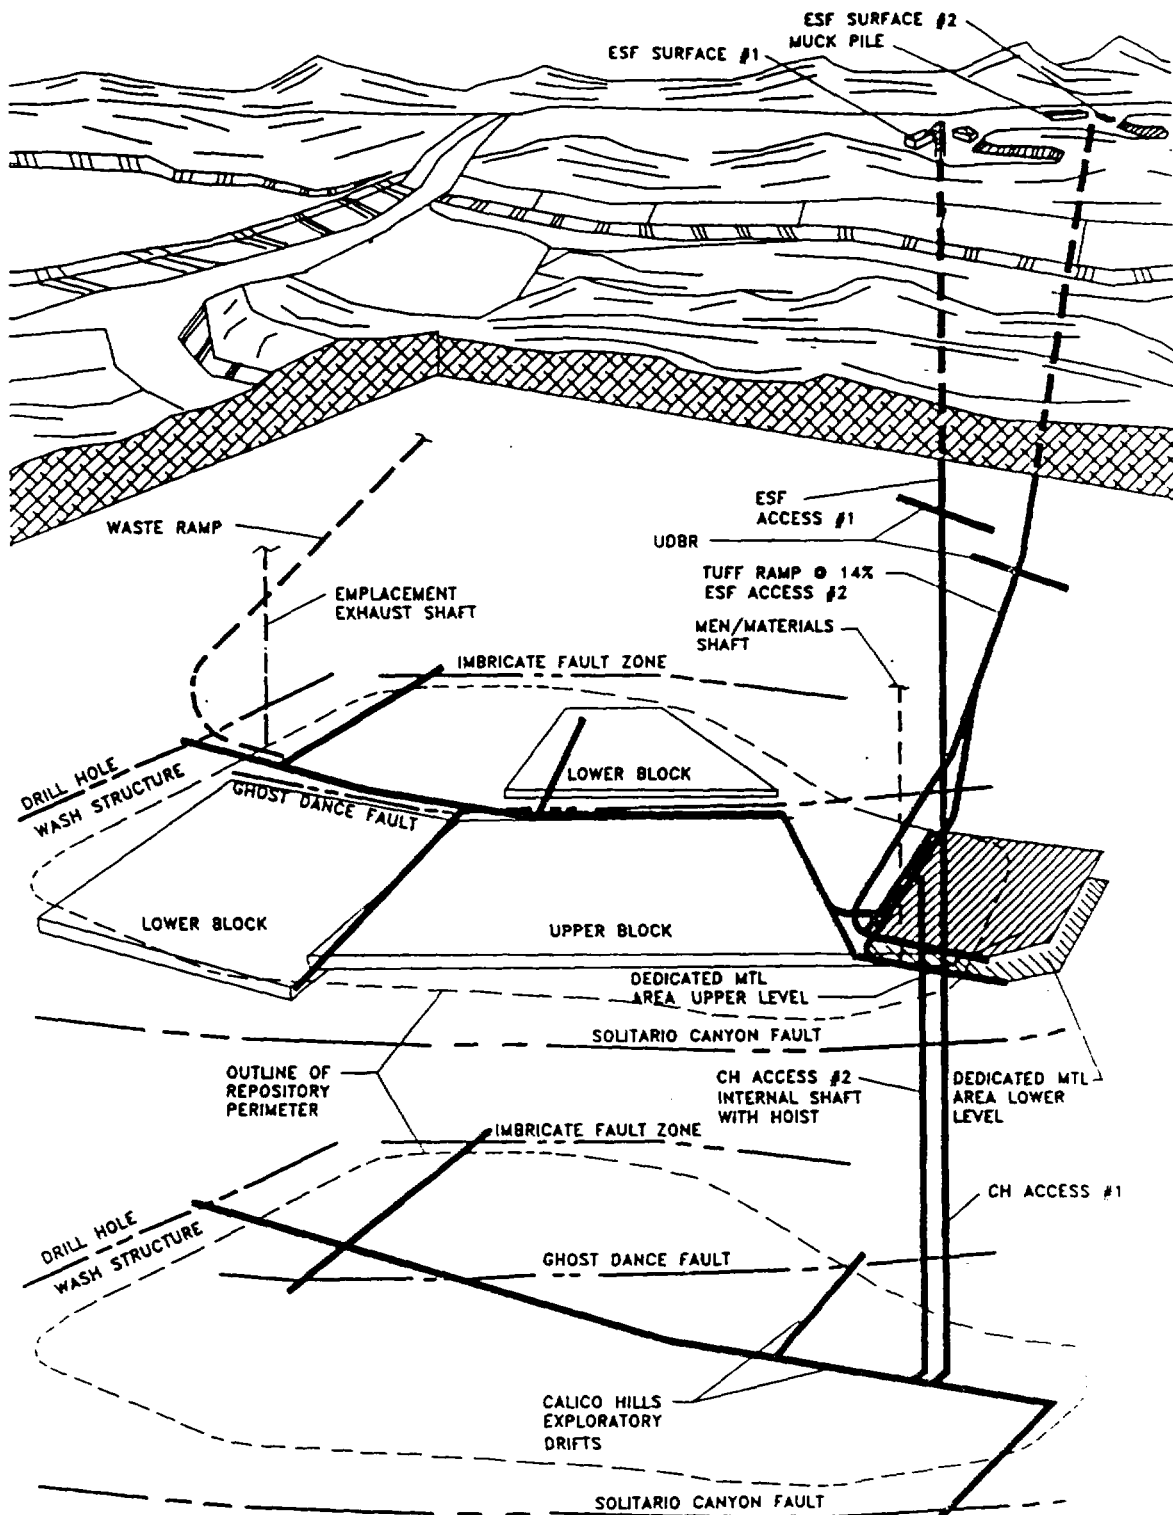 ESF SURFACE #2
MUCK PILE
ESF SURFACE #1
ESF
ACCESS #1
UDBR
WASTE RAMP
TUFF RAMP @ 14%
ESF ACCESS #2
EMPLACEMENT
EXHAUST SHAFT
MEN/MATERIALS
SHAFT
IMBRICATE FAULT ZONE
DRILL HOLE
WASH STRUCTURE
GHOST DANCE FAULT
LOWER BLOCK
LOWER BLOCK
UPPER BLOCK
DEDICATED MTL
AREA UPPER LEVEL
SOLITARIO CANYON FAULT
OUTLINE OF
REPOSITORY
PERIMETER
CH ACCESS #2
INTERNAL SHAFT
WITH HOIST
DEDICATED MTL
AREA LOWER
LEVEL
IMBRICATE FAULT ZONE
CH ACCESS #1
DRILL HOLE
WASH STRUCTURE
GHOST DANCE FAULT
CALICO HILLS
EXPLORATORY
DRIFTS
SOLITARIO CANYON FAULT